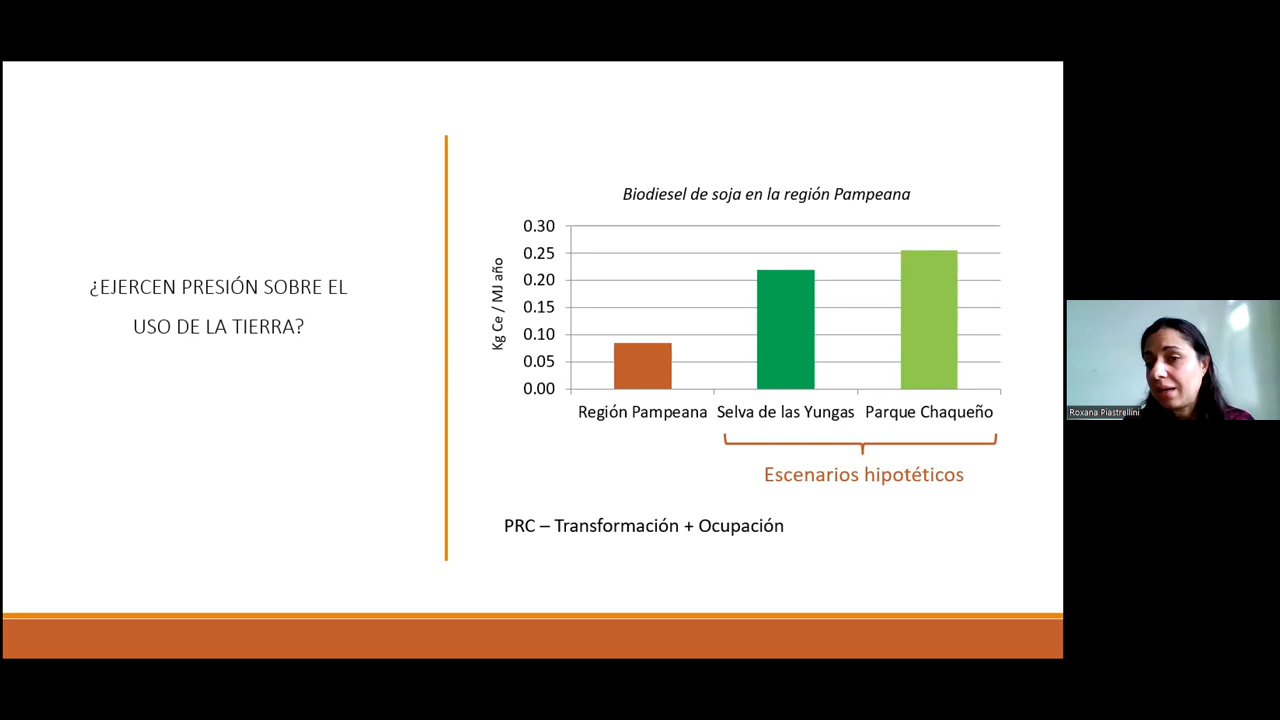 ¿EJERCEN PRESIÓN SOBRE EL
USO DE LA TIERRA?
Biodiesel de soja en la región Pampeana
Kg Ce / MJ año
0.30
0.25
0.20
0.15
0.10
0.05
0.00
Región Pampeana
Selva de las Yungas
Parque Chaqueño
Escenarios hipotéticos
PRC – Transformación + Ocupación
Roxana Piastrellini